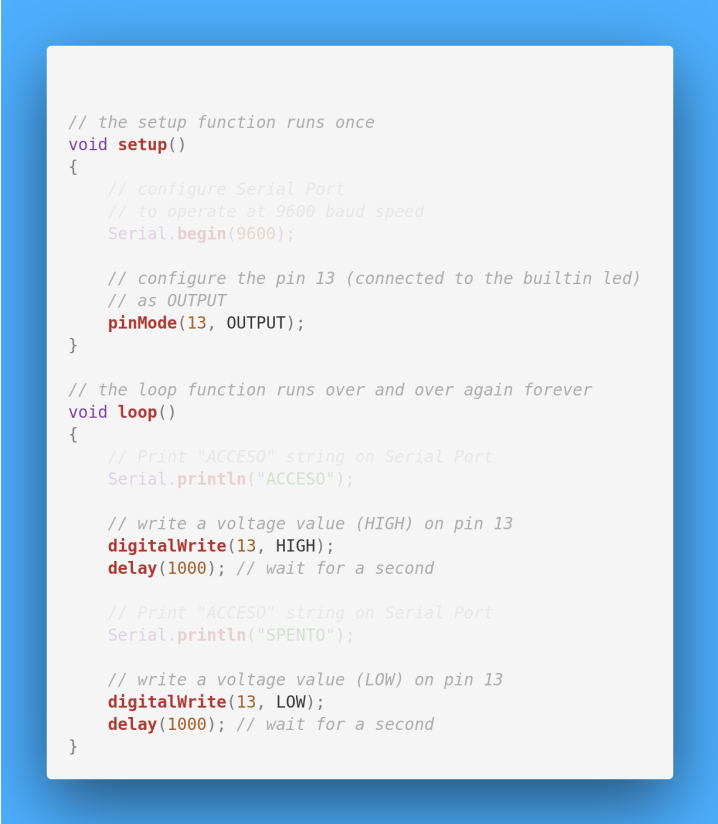 // the setup function runs once
void setup()
{
    // configure Serial Port
    // to operate at 9600 baud speed
    Serial.begin(9600);
    // configure the pin 13 (connected to the builtin led)
    // as OUTPUT
    pinMode(13, OUTPUT);
}
// the loop function runs over and over again forever
void loop()
{
    // Print "ACCESO" string on Serial Port
    Serial.println("ACCESO");
    // write a voltage value (HIGH) on pin 13
    digitalWrite(13, HIGH);
    delay(1000); // wait for a second
    // Print "ACCESO" string on Serial Port
    Serial.println("SPENTO");
    // write a voltage value (LOW) on pin 13
    digitalWrite(13, LOW);
    delay(1000); // wait for a second
}